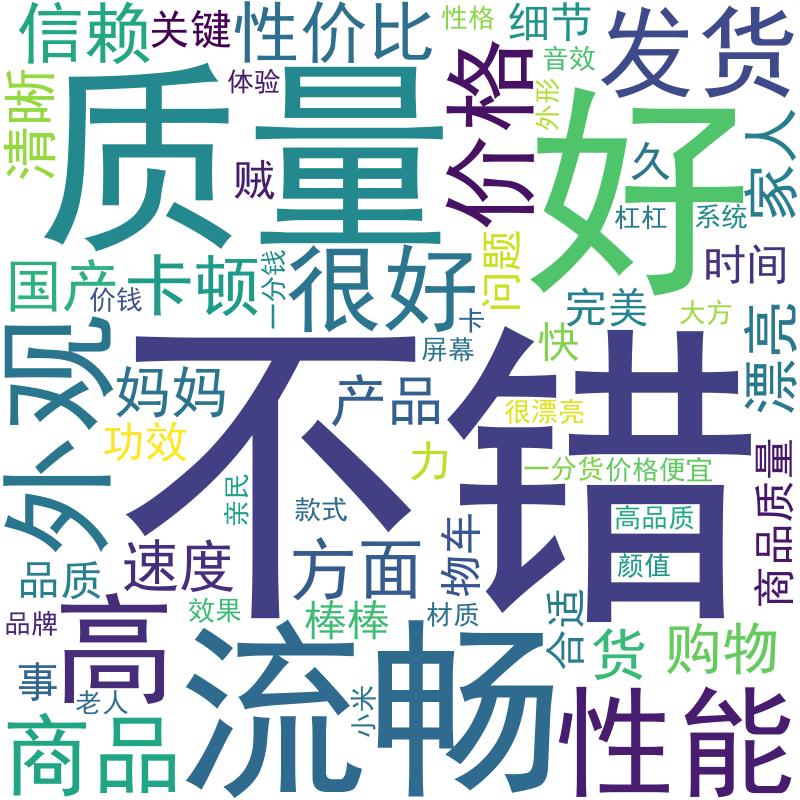 信赖
关键
性价比
性格
细节
发货
清晰
质量
体验
贼
价格
音效
外形
好
久
家人
杠杠
系统
国产
价钱
卡顿
一分钱
很好
卡
问题
完美
时间
大方
漂亮
外观
不错
屏幕
快
妈妈
产品
很漂亮
功效
力
一分货
价格便宜
亲民
款式
物车
高品质
颜值
商品质量
品质
速度
方面
品牌
高
效果
棒棒
材质
合适
货
购物
事
老人
流畅
小米
商品
性能